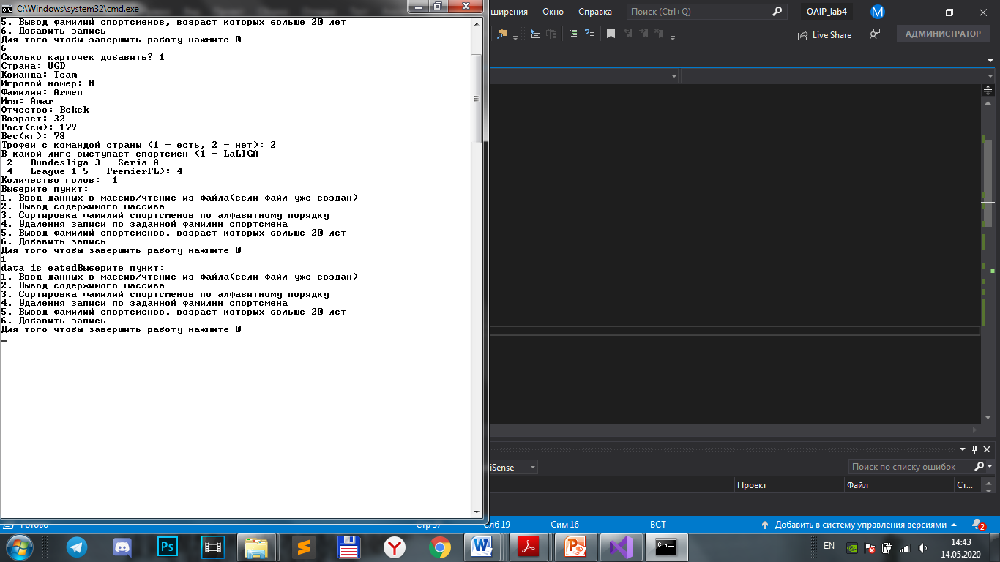 C:\Windows\system32\cmd.exe
5. Вывод фамилий спортсменов, возраст которых больше 20 лет
6. Добавить запись
Для того чтобы завершить работу нажмите 0
6
Сколько карточек добавить? 1
Страна: UGD
Команда: Team
Игровой номер: 8
Фамилия: Armen
Имя: Amar
Отчество: Bekek
Возраст: 32
Рост(см): 179
Вес(кг): 78
Трофеи с командой страны (1 - есть, 2 - нет): 2
В какой лиге выступает спортсмен (1 - LaLIGA
2 - Bundesliga 3 - Seria A
4 - League 1 5 - PremierFL): 4
Количество голов:  1
Выберите пункт:
1. Ввод данных в массив/чтение из файла(если файл уже создан)
2. Вывод содержимого массива
3. Сортировка фамилий спортсменов по алфавитному порядку
4. Удаления записи по заданной фамилии спортсмена
5. Вывод фамилий спортсменов, возраст которых больше 20 лет
6. Добавить запись
Для того чтобы завершить работу нажмите 0
1
data is eatedВыберите пункт:
1. Ввод данных в массив/чтение из файла(если файл уже создан)
2. Вывод содержимого массива
3. Сортировка фамилий спортсменов по алфавитному порядку
4. Удаления записи по заданной фамилии спортсмена
5. Вывод фамилий спортсменов, возраст которых больше 20 лет
6. Добавить запись
Для того чтобы завершить работу нажмите 0
сширения Окно Справка Поиск (Ctrl+Q) OAiP_lab4 M
Live Share АДМИНИСТРАТОР
iSense Поиск по списку ошибок
Проект Файл Ст...
Слб 19 Сим 16 ВСТ Добавить в систему управления версиями 2
EN 14:43
14.05.2020